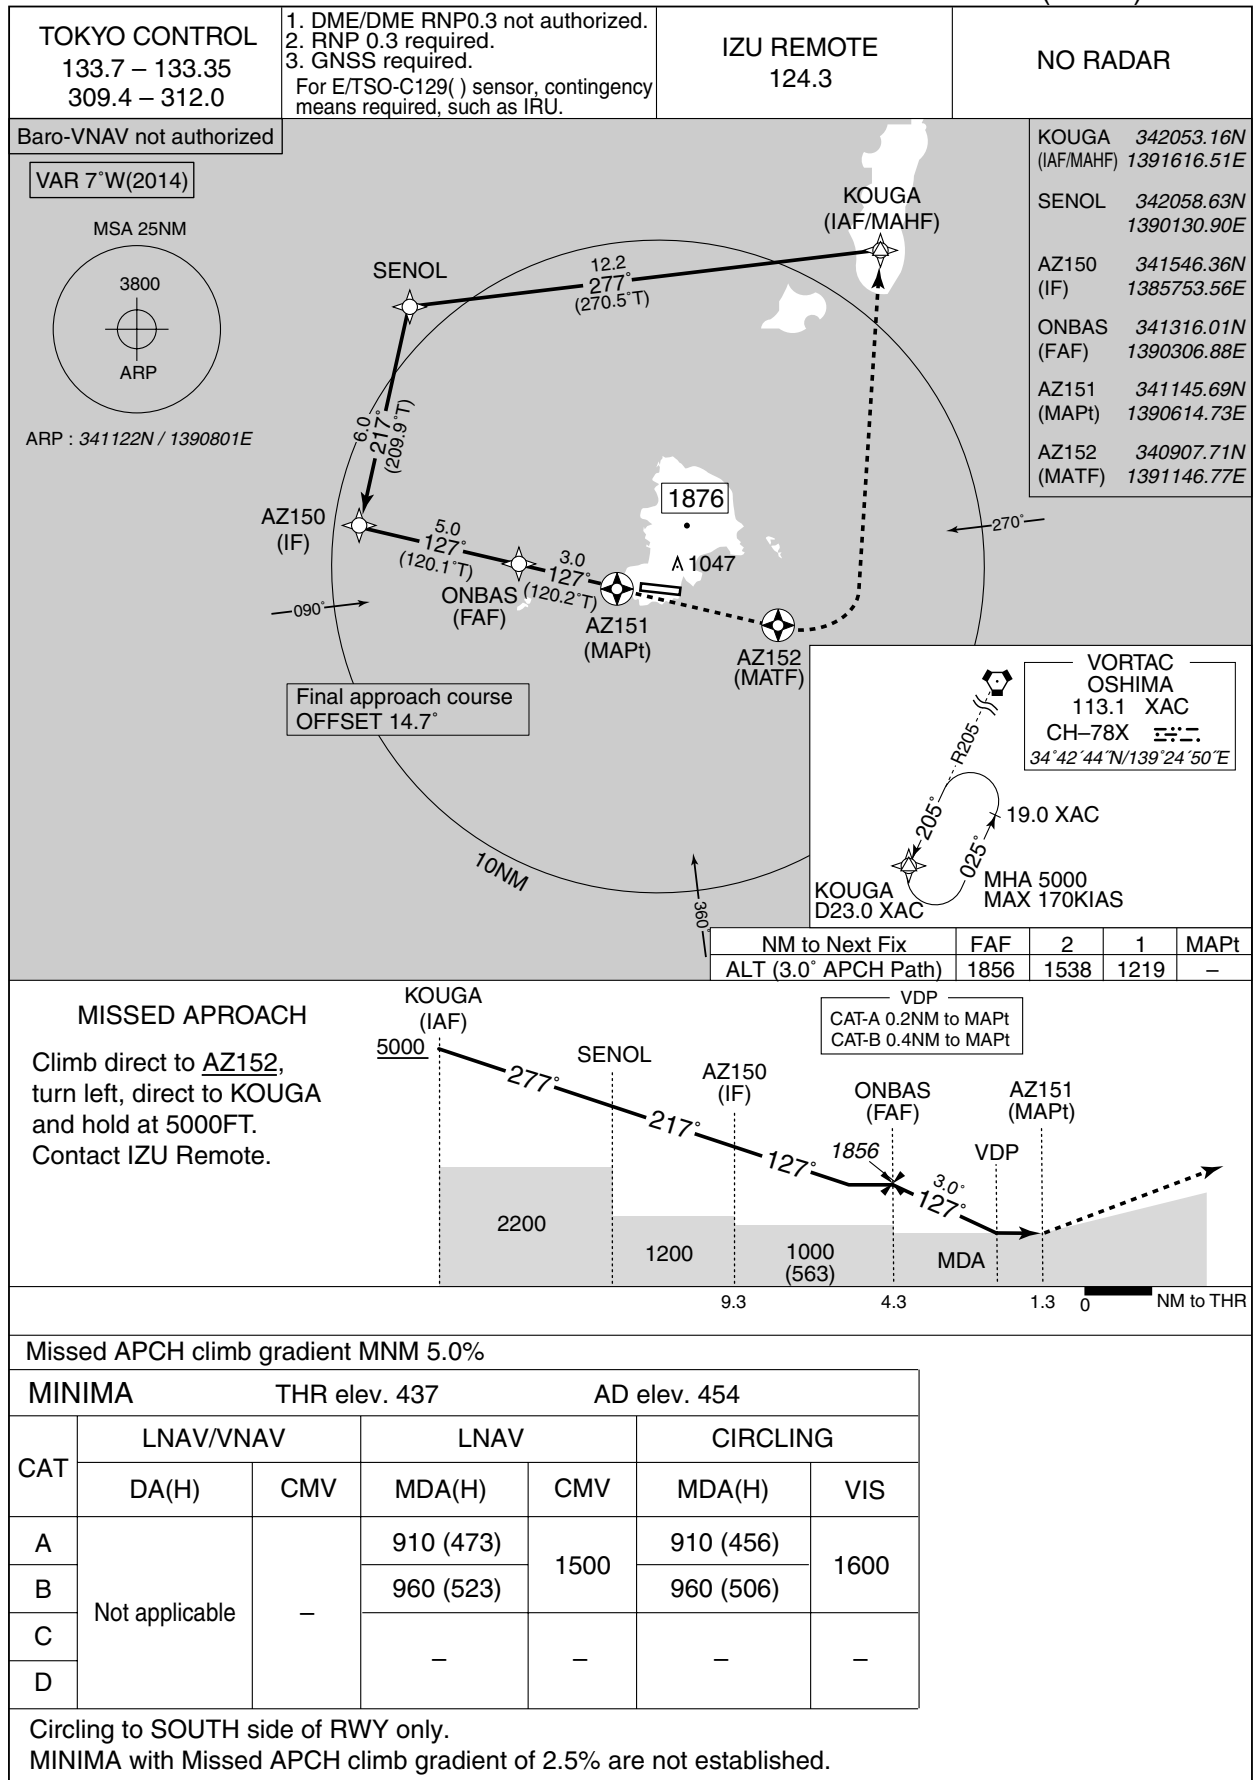 TOKYO CONTROL
133.7 – 133.35
309.4 – 312.0
1. DME/DME RNP0.3 not authorized.
2. RNP 0.3 required.
3. GNSS required.
For E/TSO-C129( ) sensor, contingency
means required, such as IRU.
IZU REMOTE
124.3
NO RADAR
Baro-VNAV not authorized
VAR 7˚W(2014)
MSA 25NM
3800
ARP
ARP : 341122N / 1390801E
KOUGA 342053.16N
(IAF/MAHF) 1391616.51E
SENOL 342058.63N
1390130.90E
AZ150 341546.36N
(IF) 1385753.56E
ONBAS 341316.01N
(FAF) 1390306.88E
AZ151 341145.69N
(MAPt) 1390614.73E
AZ152 340907.71N
(MATF) 1391146.77E
KOUGA
(IAF/MAHF)
SENOL
12.2
277˚
(270.5˚T)
6.0
217˚
(209.9˚T)
AZ150
(IF)
5.0
127˚
(120.1˚T)
ONBAS
(FAF)
3.0
127˚
(120.2˚T)
AZ151
(MAPt)
1876
1047
AZ152
(MATF)
270˚
090˚
360˚
10NM
Final approach course
OFFSET 14.7˚
VORTAC
OSHIMA
113.1 XAC
CH–78X
34˚42´44˝N/139˚24´50˝E
R205
205˚
025˚
19.0 XAC
KOUGA
D23.0 XAC
MHA 5000
MAX 170KIAS
NM to Next Fix FAF 2 1 MAPt
ALT (3.0˚ APCH Path) 1856 1538 1219 –
MISSED APROACH
Climb direct to AZ152,
turn left, direct to KOUGA
and hold at 5000FT.
Contact IZU Remote.
KOUGA
(IAF)
5000
277˚
SENOL
217˚
AZ150
(IF)
127˚
1856
ONBAS
(FAF)
3.0˚
127˚
VDP
CAT-A 0.2NM to MAPt
CAT-B 0.4NM to MAPt
VDP
AZ151
(MAPt)
2200
1200
1000
(563)
MDA
9.3 4.3 1.3 0 NM to THR
Missed APCH climb gradient MNM 5.0%
MINIMA THR elev. 437 AD elev. 454
CAT LNAV/VNAV LNAV CIRCLING
DA(H) CMV MDA(H) CMV MDA(H) VIS
A Not applicable – 910 (473) 1500 910 (456) 1600
B 960 (523) 960 (506)
C – – – –
D
Circling to SOUTH side of RWY only.
MINIMA with Missed APCH climb gradient of 2.5% are not established.